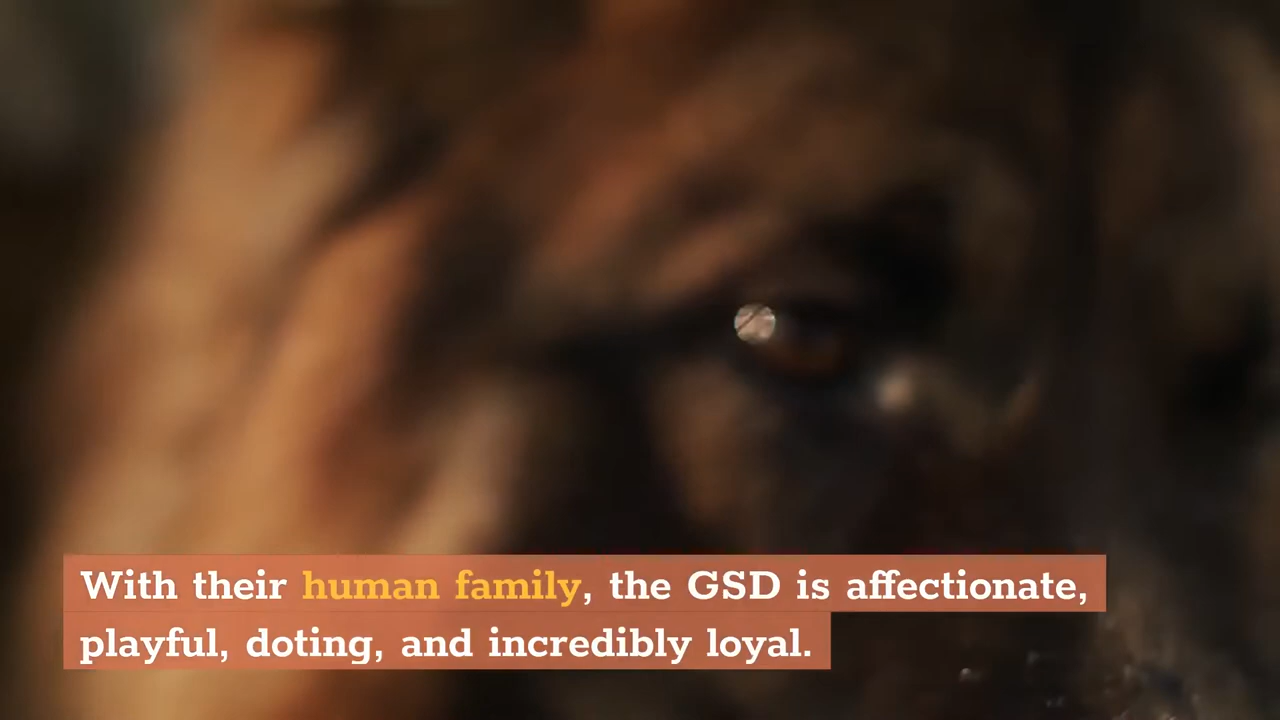 With their human family, the GSD is affectionate,
playful, doting, and incredibly loyal.